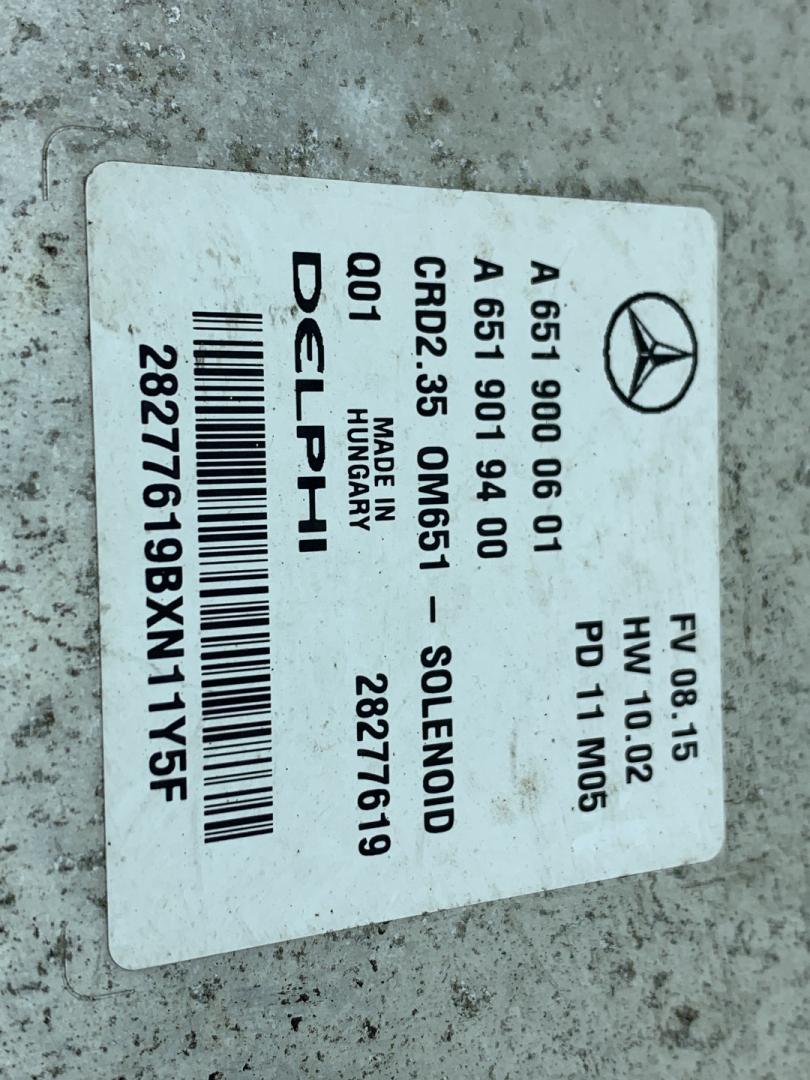 FV 08.15
HW 10.02
PD 11 M05
A 651 900 06 01
A 651 901 94 00
CRD2.35 OM651 – SOLENOID
Q01
MADE IN
HUNGARY
28277619
DELPHI
28277619BXN11Y5F